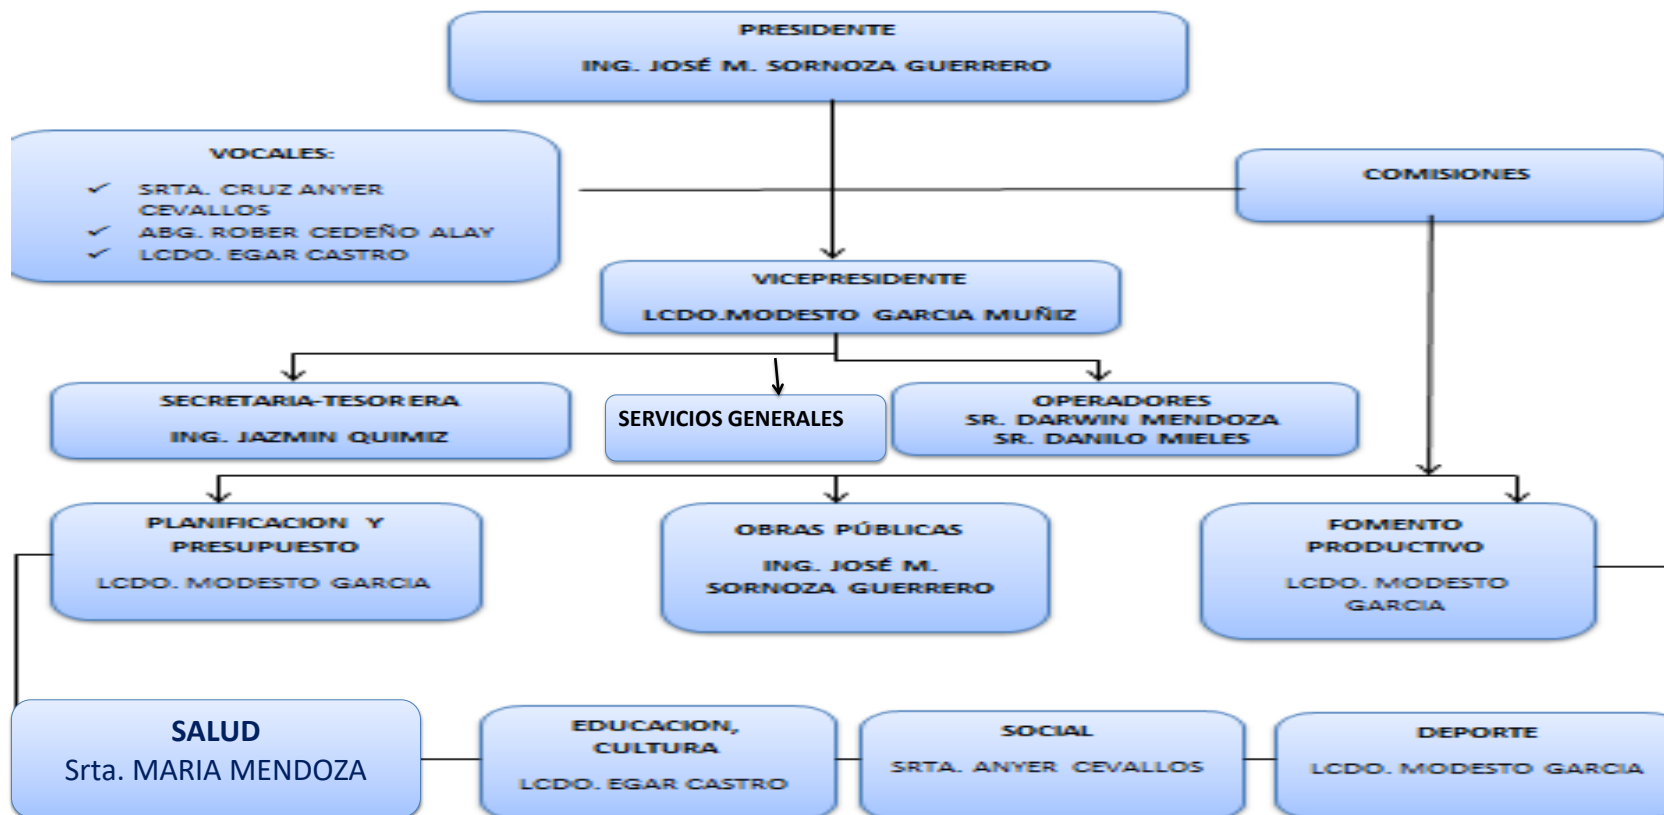 PRESIDENTE
ING. JOSÉ M. SORNOZA GUERRERO
VOCALES:
✓ SRTA. CRUZ ANYER
CEVALLOS
✓ ABG. ROBER CEDEÑO ALAY
✓ LCDO. EGAR CASTRO
COMISIONES
VICEPRESIDENTE
LCDO.MODESTO GARCIA MUÑIZ
SECRETARIA-TESORERA
ING. JAZMIN QUIMIZ
SERVICIOS GENERALES
OPERADORES
SR. DARWIN MENDOZA
SR. DANILO MIELES
PLANIFICACION Y
PRESUPUESTO
LCDO. MODESTO GARCIA
OBRAS PÚBLICAS
ING. JOSÉ M.
SORNOZA GUERRERO
FOMENTO
PRODUCTIVO
LCDO. MODESTO
GARCIA
SALUD
Srta. MARIA MENDOZA
EDUCACION,
CULTURA
LCDO. EGAR CASTRO
SOCIAL
SRTA. ANYER CEVALLOS
DEPORTE
LCDO. MODESTO GARCIA